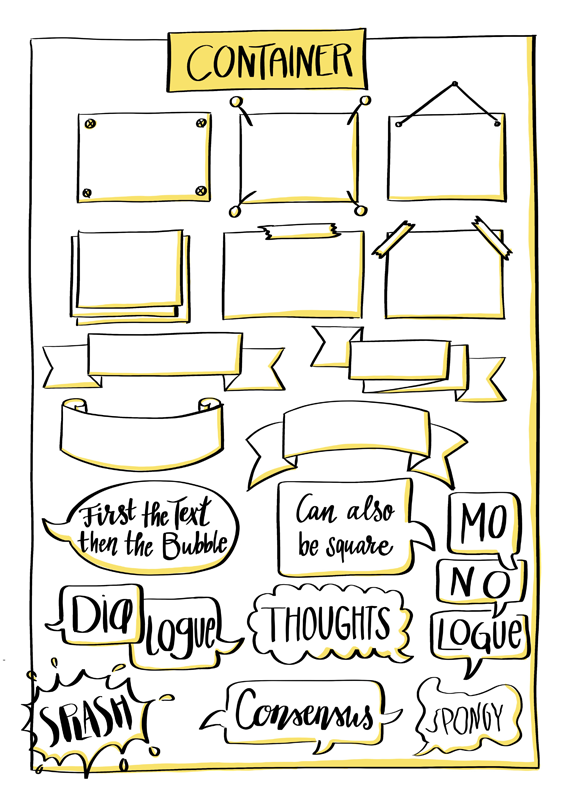 CONTAINER
First the Text
then the Bubble
Can also
be square
MO
NO
LOGUE
Dia
logue
THOUGHTS
SPLASH
Consensus
SPONGY